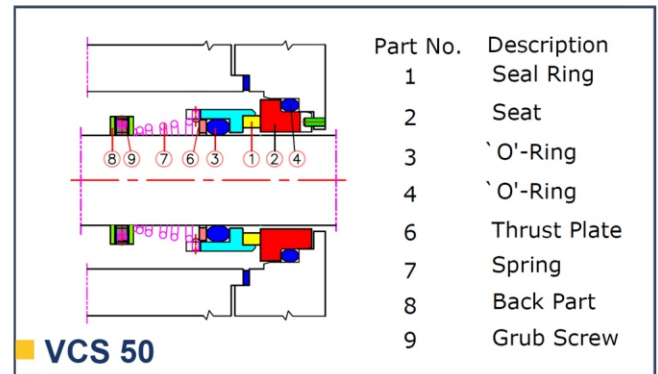 Part No. Description
1 Seal Ring
2 Seat
3 `O'-Ring
4 `O'-Ring
6 Thrust Plate
7 Spring
8 Back Part
9 Grub Screw
8 9 7 6 3 1 2 4
VCS 50